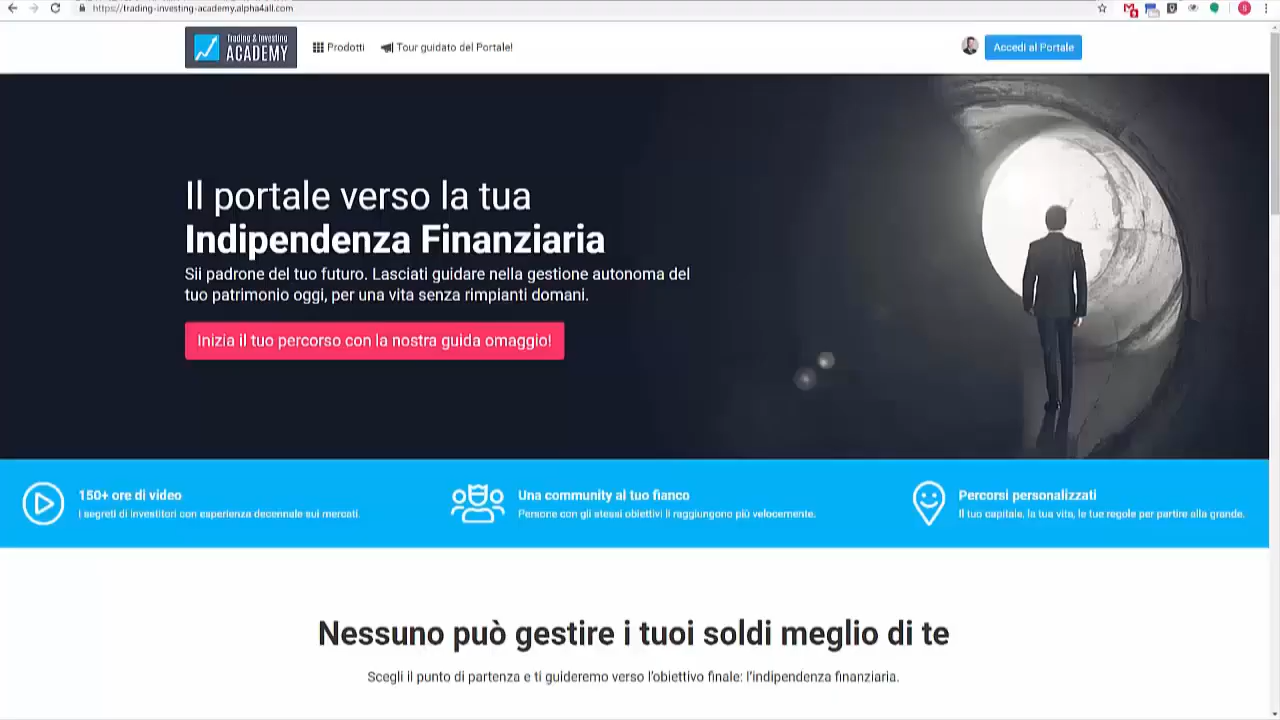 https://trading-investing-academy.alpha4all.com
Trading & Investing
ACADEMY
Prodotti
Tour guidato del Portale!
Accedi al Portale
Il portale verso la tua
Indipendenza Finanziaria
Sii padrone del tuo futuro. Lasciati guidare nella gestione autonoma del
tuo patrimonio oggi, per una vita senza rimpianti domani.
Inizia il tuo percorso con la nostra guida omaggio!
150+ ore di video
I segreti di investitori con esperienza decennale sui mercati.
Una community al tuo fianco
Persone con gli stessi obiettivi li raggiungono più velocemente.
Percorsi personalizzati
Il tuo capitale, la tua vita, le tue regole per partire alla grande.
Nessuno può gestire i tuoi soldi meglio di te
Scegli il punto di partenza e ti guideremo verso l'obiettivo finale: l'indipendenza finanziaria.